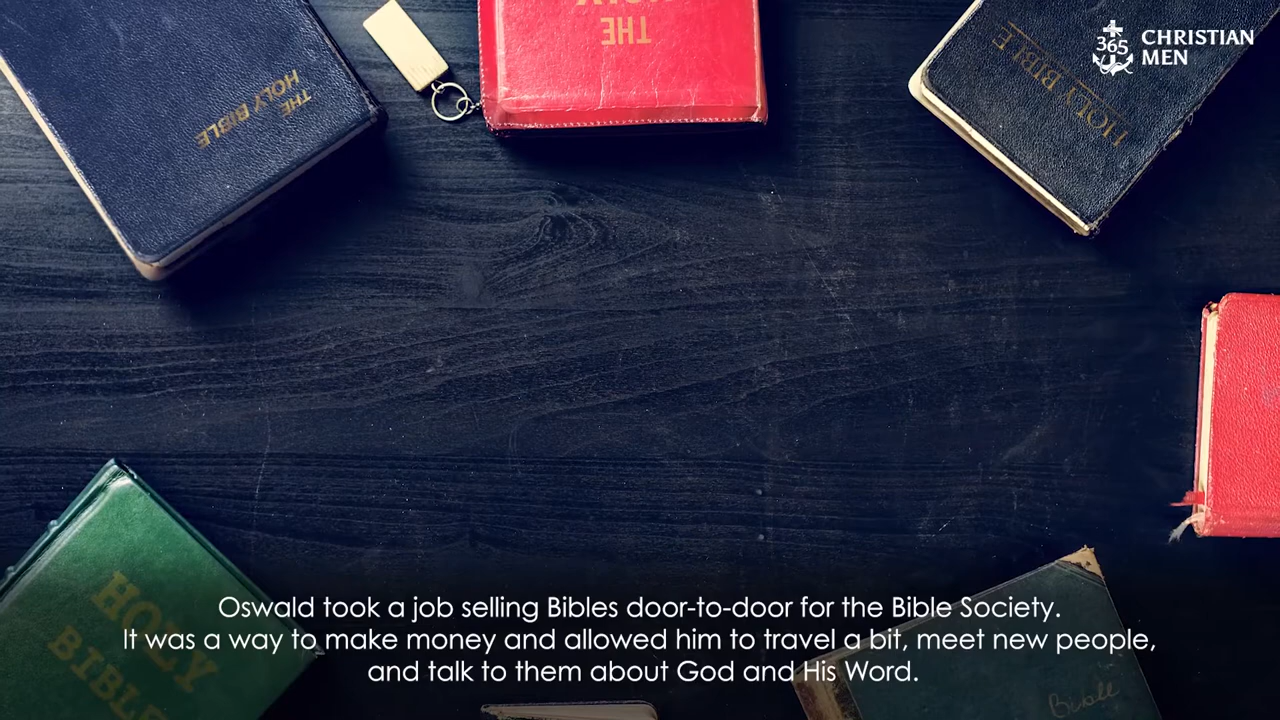 THE
HOLY BIBLE
THE
HOLY BIBLE
365
CHRISTIAN
MEN
HOLY
BIBLE
Bible
Oswald took a job selling Bibles door-to-door for the Bible Society.
It was a way to make money and allowed him to travel a bit, meet new people,
and talk to them about God and His Word.